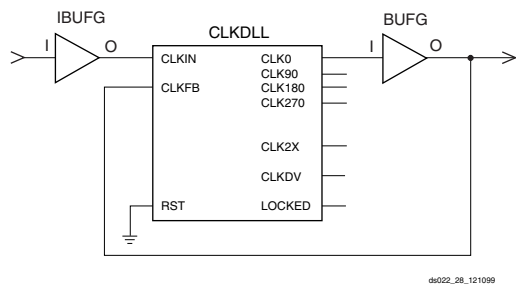 IBUFG
I
O
CLKDLL
CLKIN
CLKFB
RST
CLK0
CLK90
CLK180
CLK270
CLK2X
CLKDV
LOCKED
BUFG
I
O
ds022_28_121099